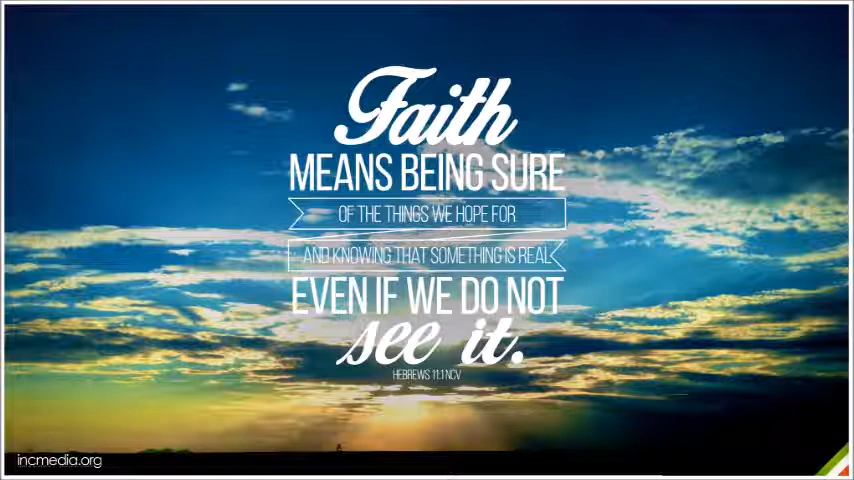 Faith
MEANS BEING SURE
OF THE THINGS WE HOPE FOR
AND KNOWING THAT SOMETHING IS REAL
EVEN IF WE DO NOT
see it.
HEBREWS 11:1 NCV
incmedia.org